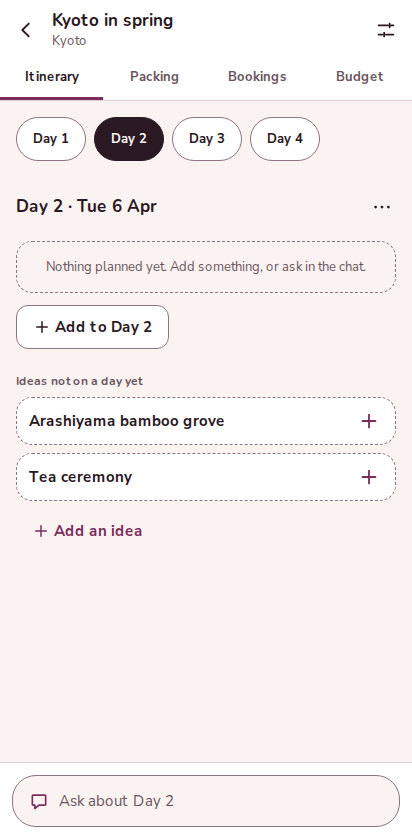 Kyoto in spring
Kyoto
Itinerary Packing Bookings Budget
Day 1 Day 2 Day 3 Day 4
Day 2 · Tue 6 Apr
Nothing planned yet. Add something, or ask in the chat.
Add to Day 2
Ideas not on a day yet
Arashiyama bamboo grove
Tea ceremony
Add an idea
Ask about Day 2